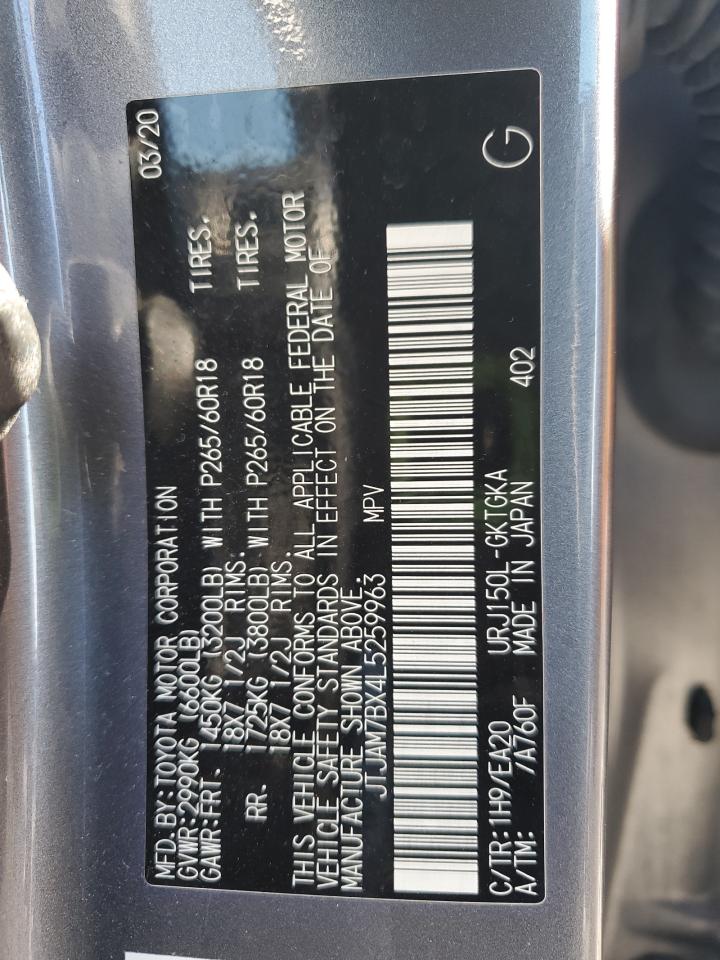 MFD.BY:TOYOTA MOTOR CORPORATION 03/20
GVWR:2990KG (6600LB)
GAWR:FRT. 1450KG (3200LB) WITH P265/60R18 TIRES.
18X7 1/2J RIMS.
RR. 1725KG (3800LB) WITH P265/60R18 TIRES.
18X7 1/2J RIMS.
THIS VEHICLE CONFORMS TO ALL APPLICABLE FEDERAL MOTOR
VEHICLE SAFETY STANDARDS IN EFFECT ON THE DATE OF
MANUFACTURE SHOWN ABOVE.
JTJAM7BX4L5259963 MPV
C/TR:1H9/EA20 URJ150L-GKTGKA 402 G
A/TM: /A760F MADE IN JAPAN